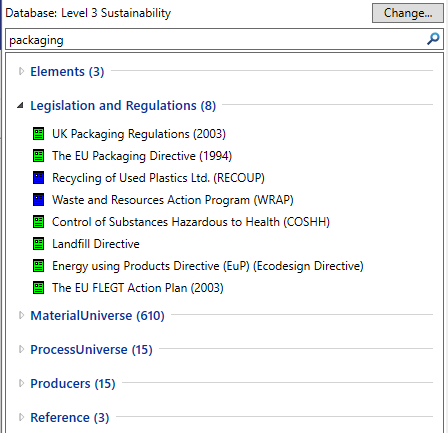 Database: Level 3 Sustainability Change...
packaging
Elements (3)
Legislation and Regulations (8)
UK Packaging Regulations (2003)
The EU Packaging Directive (1994)
Recycling of Used Plastics Ltd. (RECOUP)
Waste and Resources Action Program (WRAP)
Control of Substances Hazardous to Health (COSHH)
Landfill Directive
Energy using Products Directive (EuP) (Ecodesign Directive)
The EU FLEGT Action Plan (2003)
MaterialUniverse (610)
ProcessUniverse (15)
Producers (15)
Reference (3)